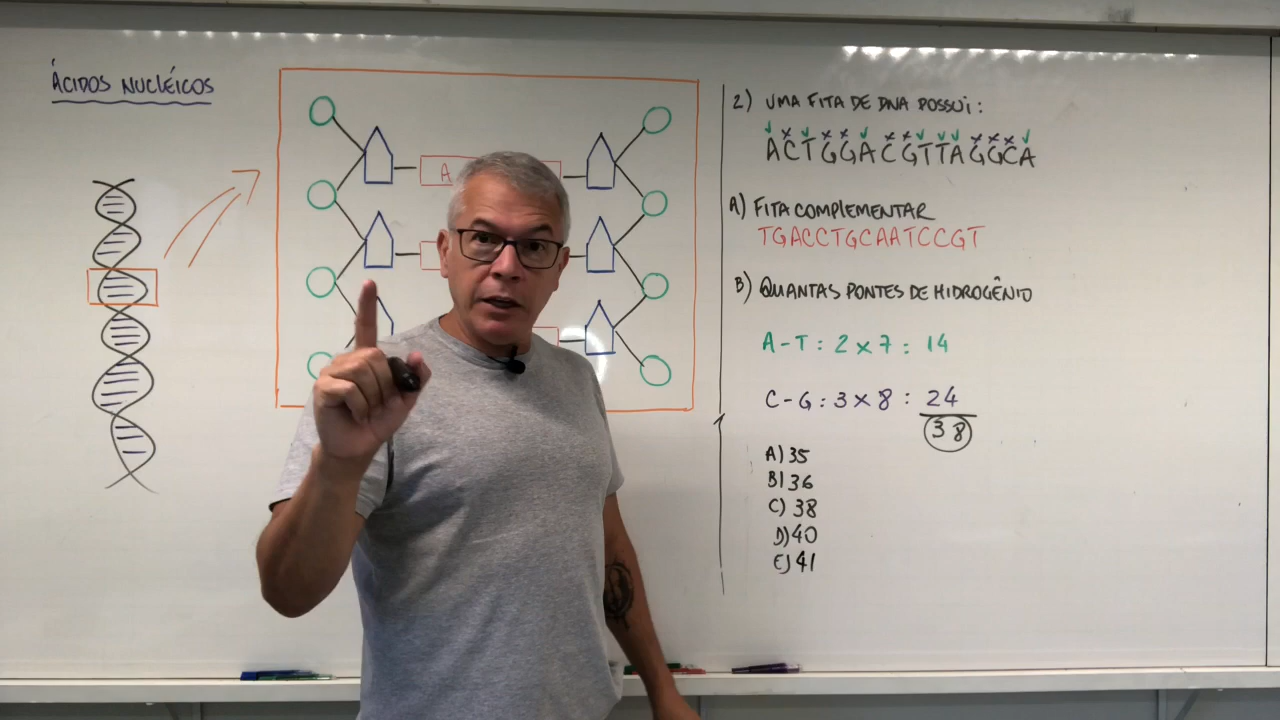 ÁCIDOS NUCLÉICOS
A
2) UMA FITA DE DNA POSSUI:
ACTGGACGTTAGGCA
A) FITA COMPLEMENTAR
TGACCTGCAATCCGT
B) QUANTAS PONTES DE HIDROGÊNIO
A-T: 2 x 7: 14
C-G: 3 x 8: 24
38
A) 35
B) 36
C) 38
D) 40
E) 41